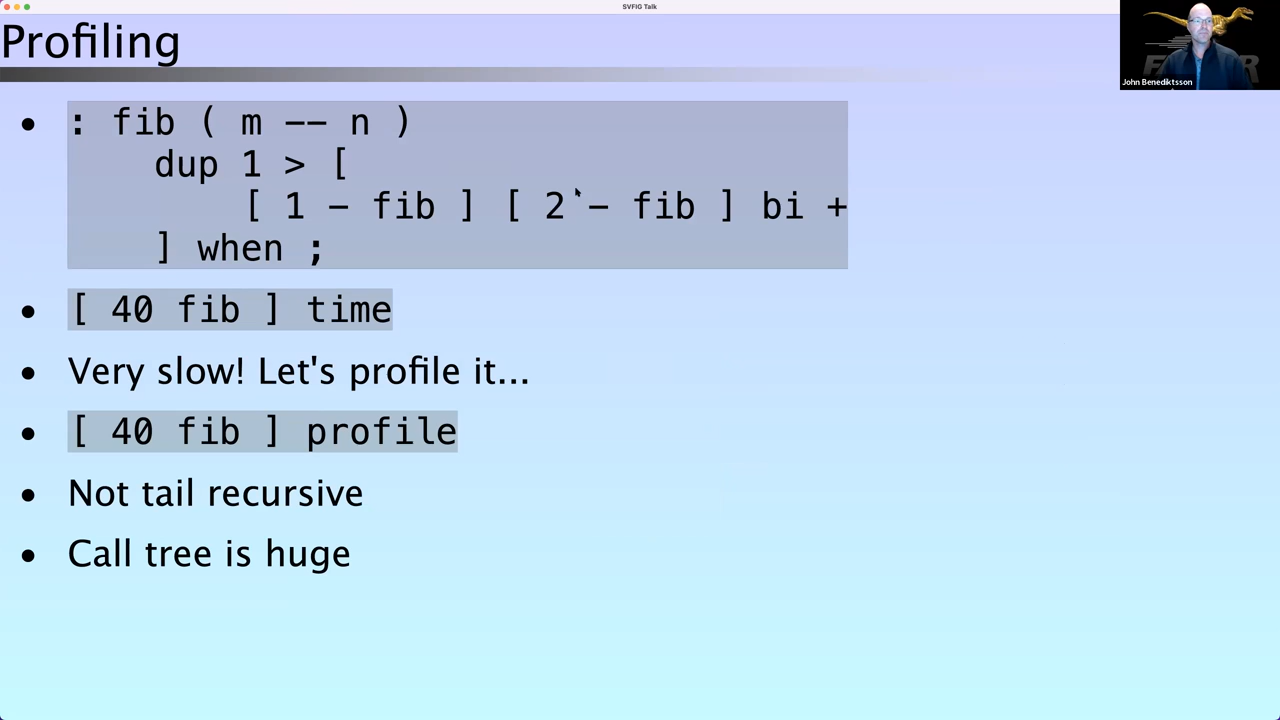 SVFIG Talk
Profiling
John Benediktsson
• : fib ( m -- n )
dup 1 > [
[ 1 - fib ] [ 2 - fib ] bi +
] when ;
• [ 40 fib ] time
• Very slow! Let's profile it...
• [ 40 fib ] profile
• Not tail recursive
• Call tree is huge